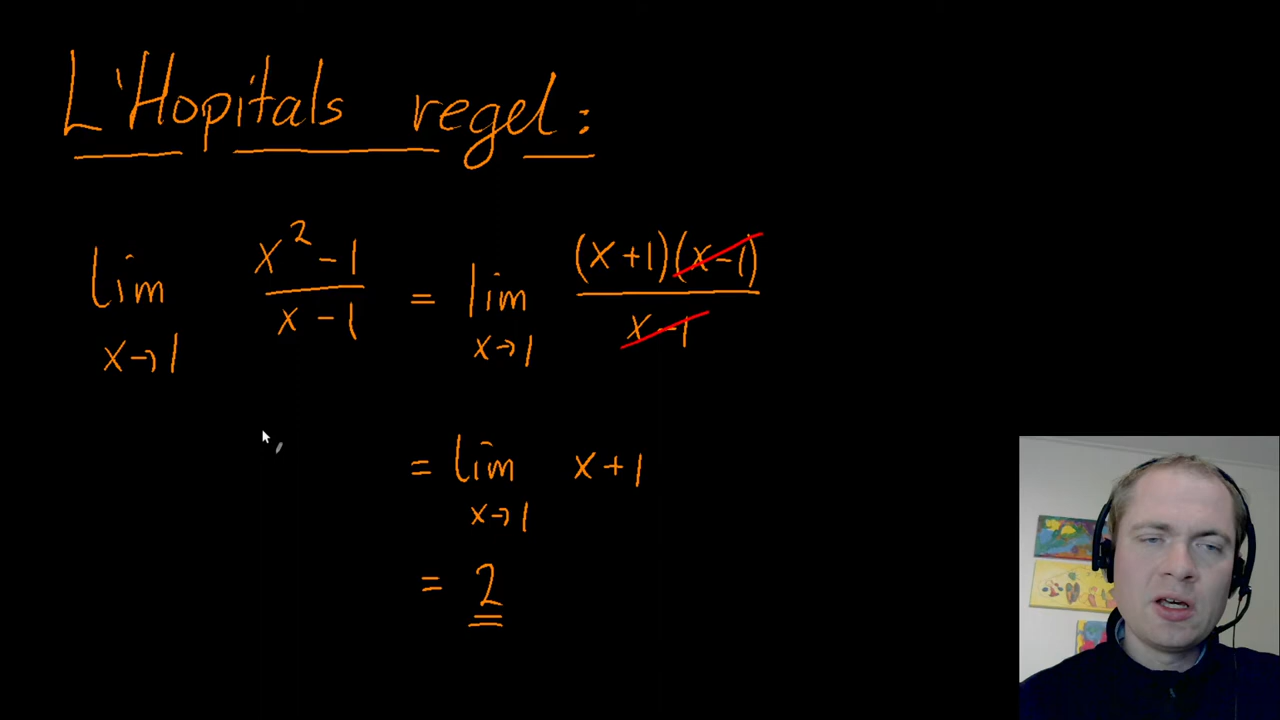 L'Hopitals regel:
lim x→1 x²-1 / x-1 = lim x→1 (x+1)(x-1) / x-1
= lim x→1 x+1
= 2